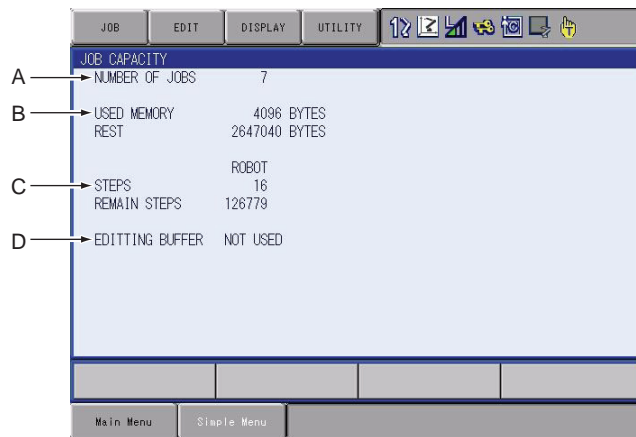 JOB EDIT DISPLAY UTILITY
JOB CAPACITY
A NUMBER OF JOBS 7
B USED MEMORY 4096 BYTES
REST 2647040 BYTES
ROBOT
C STEPS 16
REMAIN STEPS 126779
D EDITTING BUFFER NOT USED
Main Menu Simple Menu